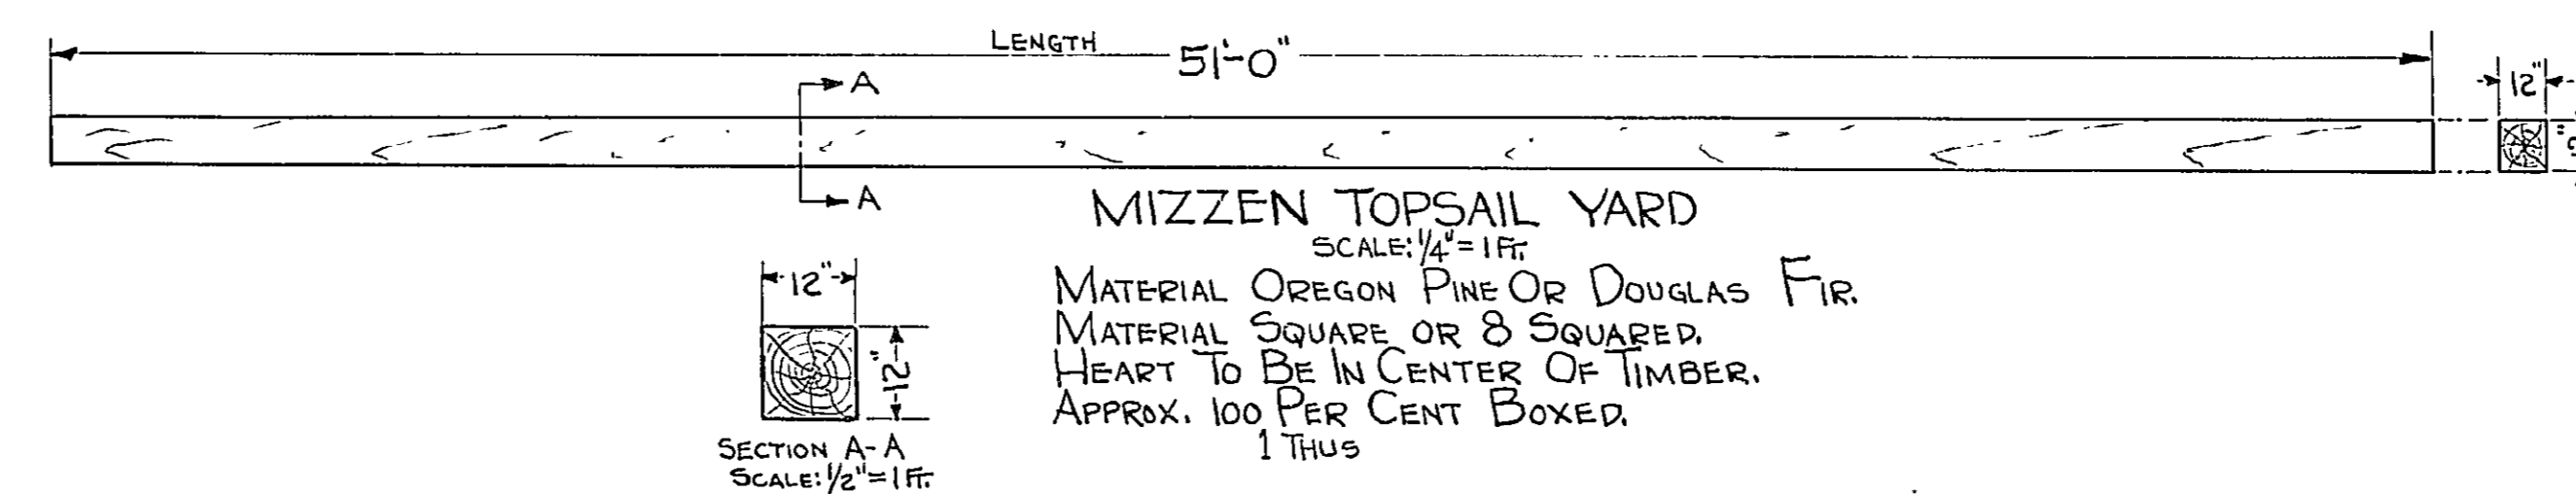 LENGTH 51'-0"
A
12"
A
MIZZEN TOPSAIL YARD
SCALE: 1/4" = 1 FT.
12"
12"
SECTION A-A
SCALE: 1/2" = 1 FT.
MATERIAL OREGON PINE OR DOUGLAS FIR.
MATERIAL SQUARE OR 8 SQUARED.
HEART TO BE IN CENTER OF TIMBER.
APPROX. 100 PER CENT BOXED.
1 THUS